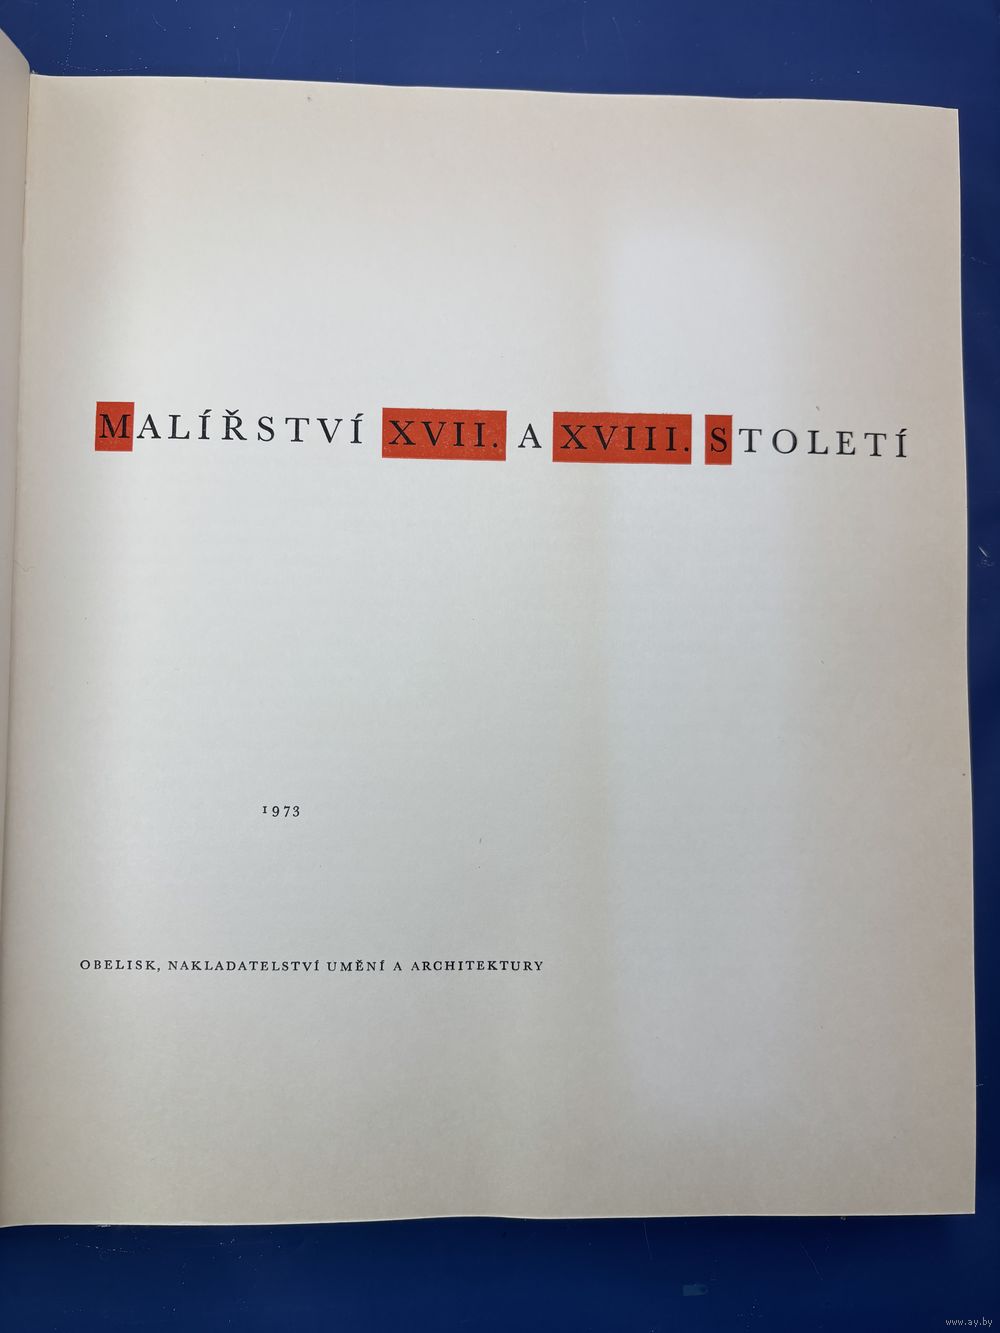 MALÍŘSTVÍ XVII. A XVIII. STOLETÍ
1973
OBELISK, NAKLADATELSTVÍ UMĚNÍ A ARCHITEKTURY
www.ay.by